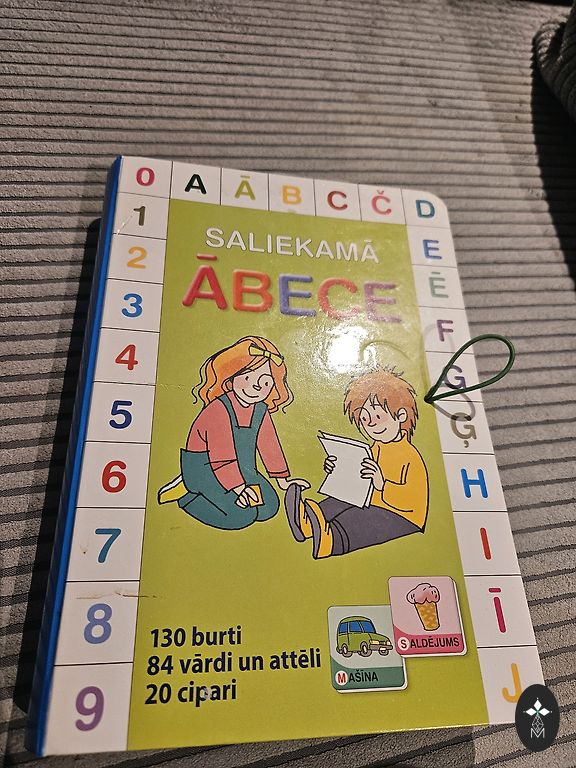 0 A Ā B C Č D
1
2
3
4
5
6
7
8
9
E
Ē
F
G
Ģ
H
I
Ī
J
SALIEKAMĀ
ĀBECE
130 burti
84 vārdi un attēli
20 cipari
MAŠĪNA
SALDĒJUMS